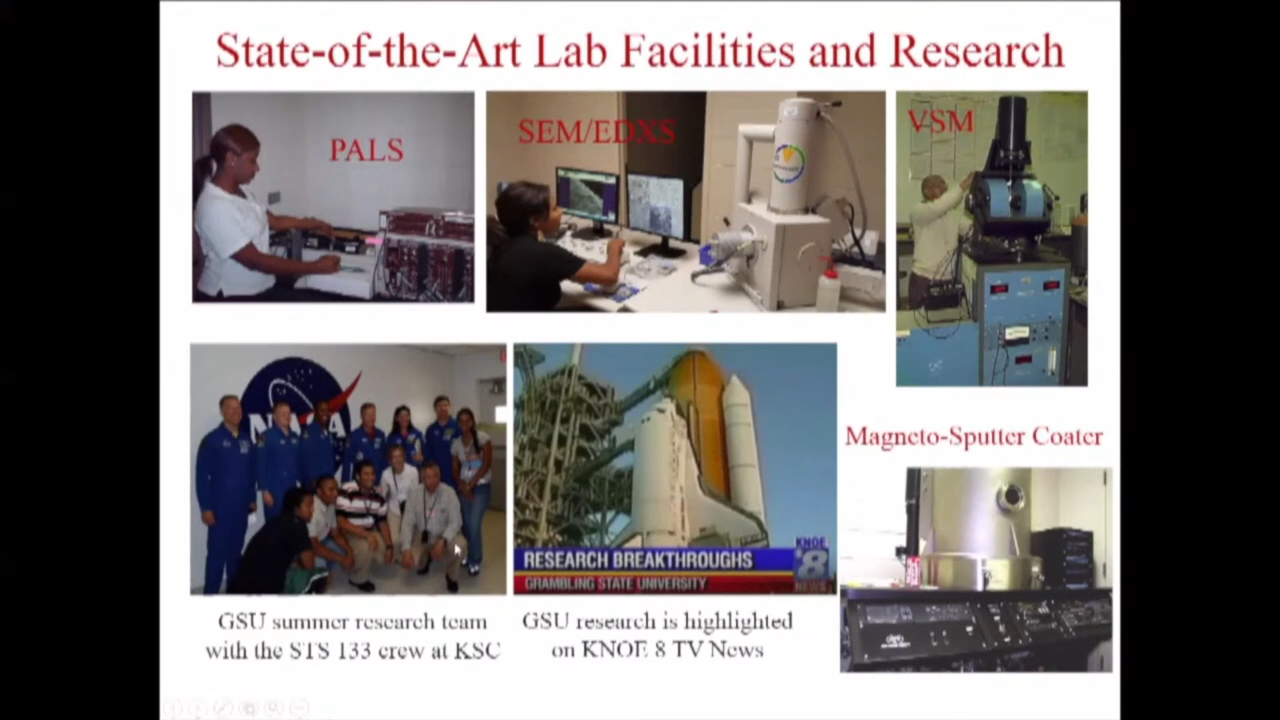 State-of-the-Art Lab Facilities and Research
PALS
SEM/EDXS
VSM
NASA
RESEARCH BREAKTHROUGHS
GRAMBLING STATE UNIVERSITY
KNOE
8
NEWS
Magneto-Sputter Coater
GSU summer research team
with the STS 133 crew at KSC
GSU research is highlighted
on KNOE 8 TV News